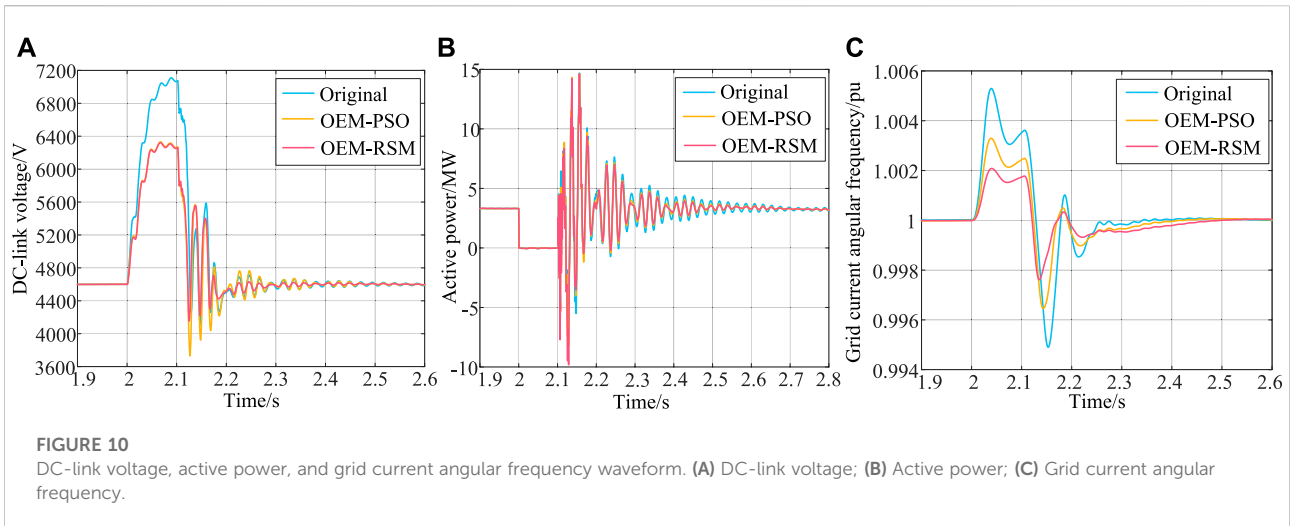 A
DC-link voltage/V
7200
6800
6400
6000
5600
5200
4800
4400
4000
3600
1.9
2
2.1
2.2
2.3
2.4
2.5
2.6
Time/s
Original
OEM-PSO
OEM-RSM
B
Active power/MW
15
10
5
0
-5
-10
1.9
2
2.1
2.2
2.3
2.4
2.5
2.6
2.7
2.8
Time/s
Original
OEM-PSO
OEM-RSM
C
Grid current angular frequency/pu
1.006
1.004
1.002
1
0.998
0.996
0.994
1.9
2
2.1
2.2
2.3
2.4
2.5
2.6
Time/s
Original
OEM-PSO
OEM-RSM
FIGURE 10
DC-link voltage, active power, and grid current angular frequency waveform. (A) DC-link voltage; (B) Active power; (C) Grid current angular
frequency.